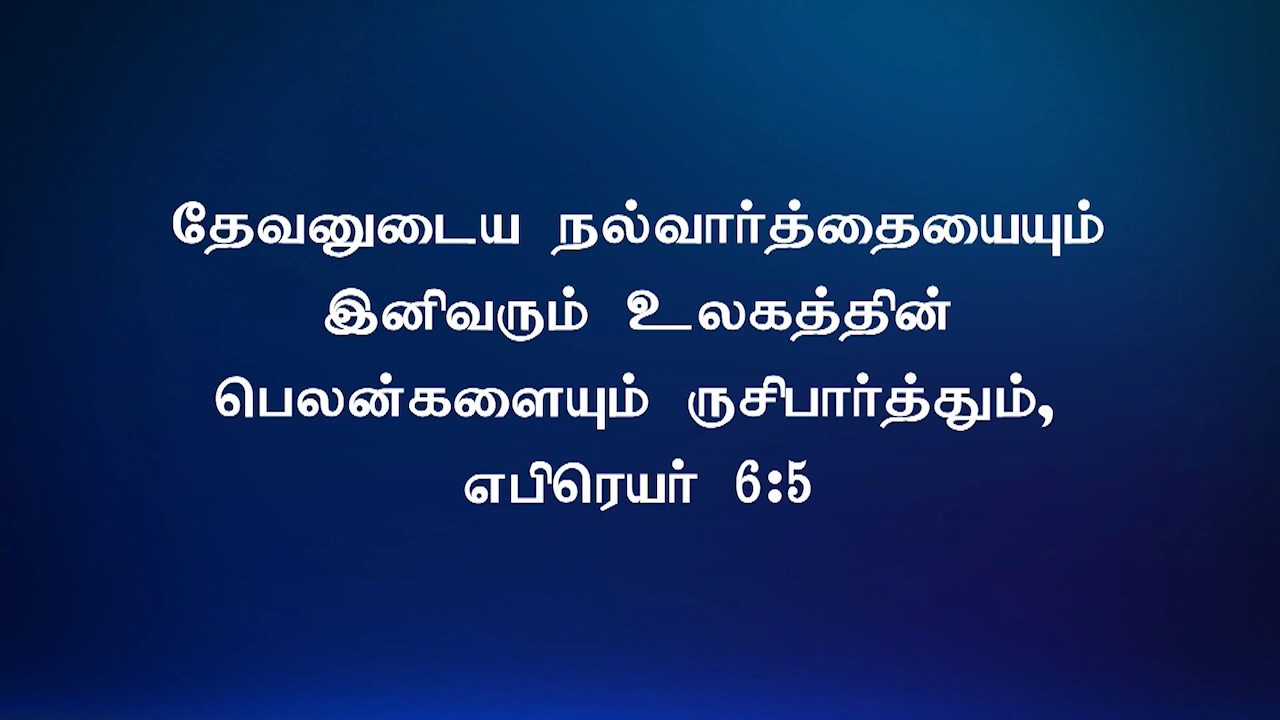 தேவனுடைய நல்வார்த்தையையும்
இனிவரும் உலகத்தின்
பெலன்களையும் ருசிபார்த்தும்,
எபிரெயர் 6:5